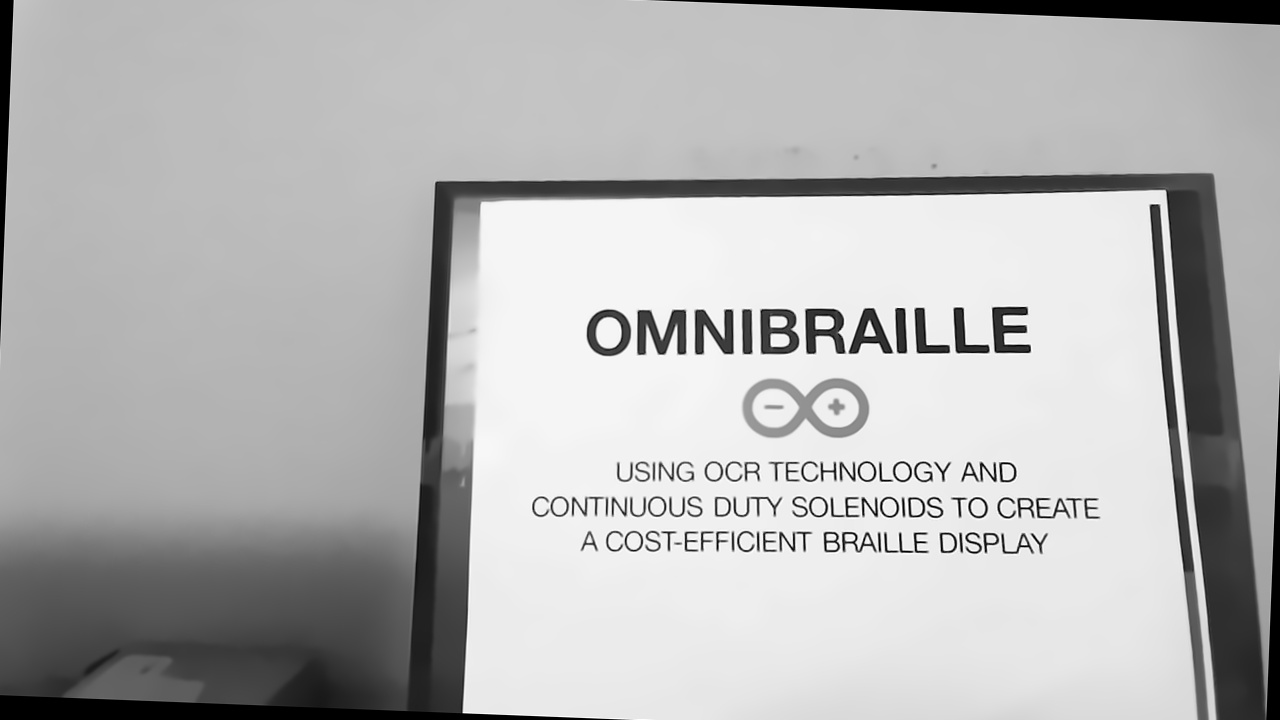 OMNIBRAILLE
USING OCR TECHNOLOGY AND
CONTINUOUS DUTY SOLENOIDS TO CREATE
A COST-EFFICIENT BRAILLE DISPLAY